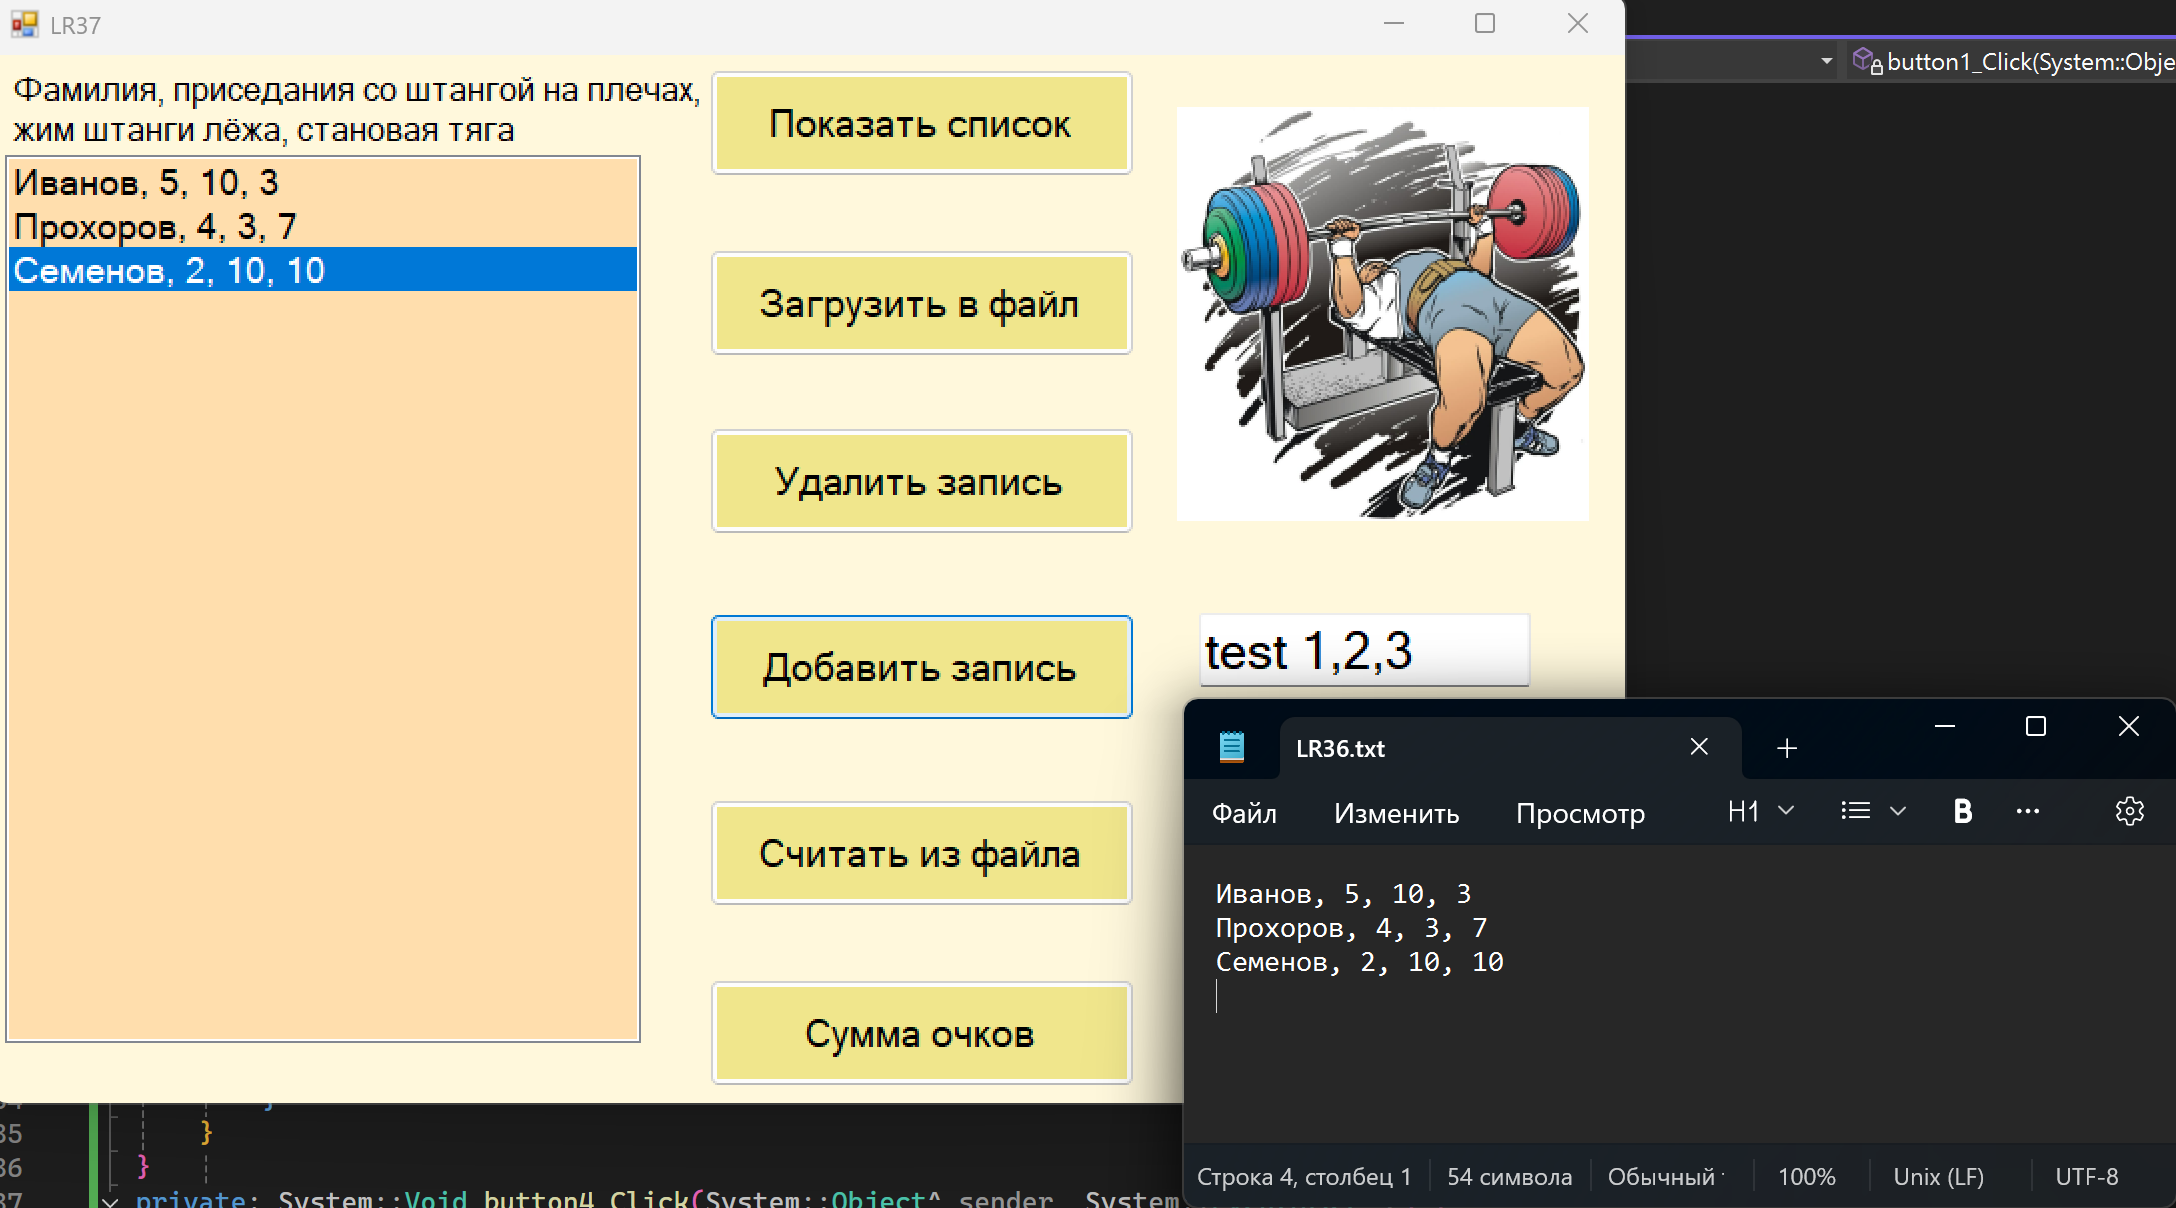 LR37
button1_Click(System::Obje
Фамилия, приседания со штангой на плечах,
жим штанги лёжа, становая тяга
Иванов, 5, 10, 3
Прохоров, 4, 3, 7
Семенов, 2, 10, 10
Показать список
Загрузить в файл
Удалить запись
Добавить запись
Считать из файла
Сумма очков
test 1,2,3
LR36.txt
Файл Изменить Просмотр H1 B
Иванов, 5, 10, 3
Прохоров, 4, 3, 7
Семенов, 2, 10, 10
Строка 4, столбец 1 54 символа Обычный 100% Unix (LF) UTF-8
35 }
36 }
37 private: System::Void button4_Click(System::Object^ sender, System